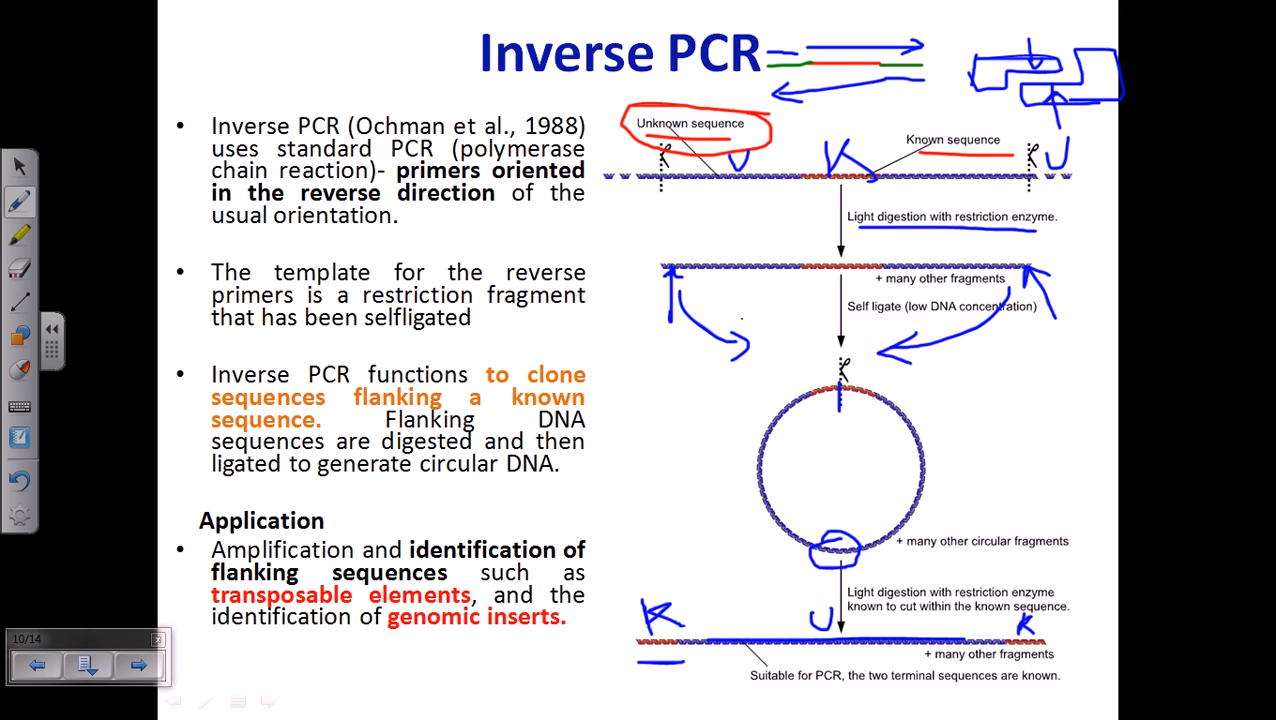 Inverse PCR
• Inverse PCR (Ochman et al., 1988)
uses standard PCR (polymerase
chain reaction)- primers oriented
in the reverse direction of the
usual orientation.
• The template for the reverse
primers is a restriction fragment
that has been selfligated
• Inverse PCR functions to clone
sequences flanking a known
sequence. Flanking DNA
sequences are digested and then
ligated to generate circular DNA.
Application
• Amplification and identification of
flanking sequences such as
transposable elements, and the
identification of genomic inserts.
Unknown sequence
Known sequence
U K U
Light digestion with restriction enzyme.
+ many other fragments
Self ligate (low DNA concentration)
+ many other circular fragments
Light digestion with restriction enzyme
known to cut within the known sequence.
K U K
+ many other fragments
Suitable for PCR, the two terminal sequences are known.
10/14